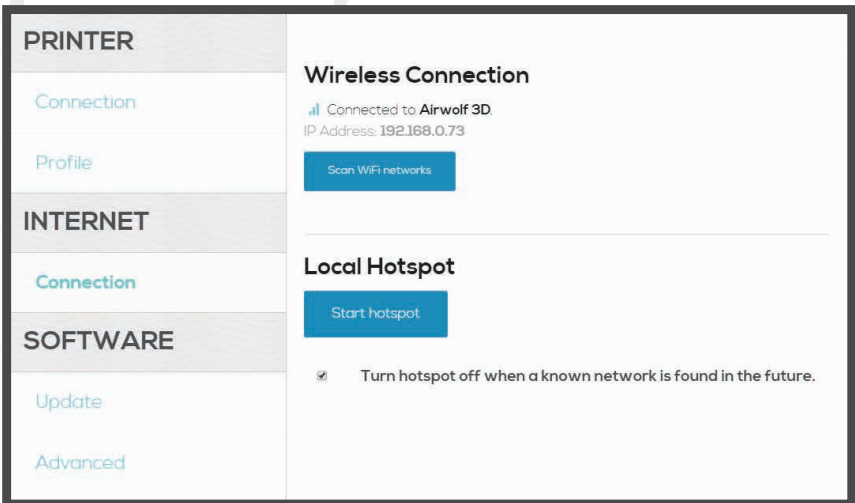 PRINTER
Connection
Profile
INTERNET
Connection
SOFTWARE
Update
Advanced
Wireless Connection
Connected to Airwolf 3D.
IP Address: 192.168.0.73
Scan WiFi networks
Local Hotspot
Start hotspot
Turn hotspot off when a known network is found in the future.